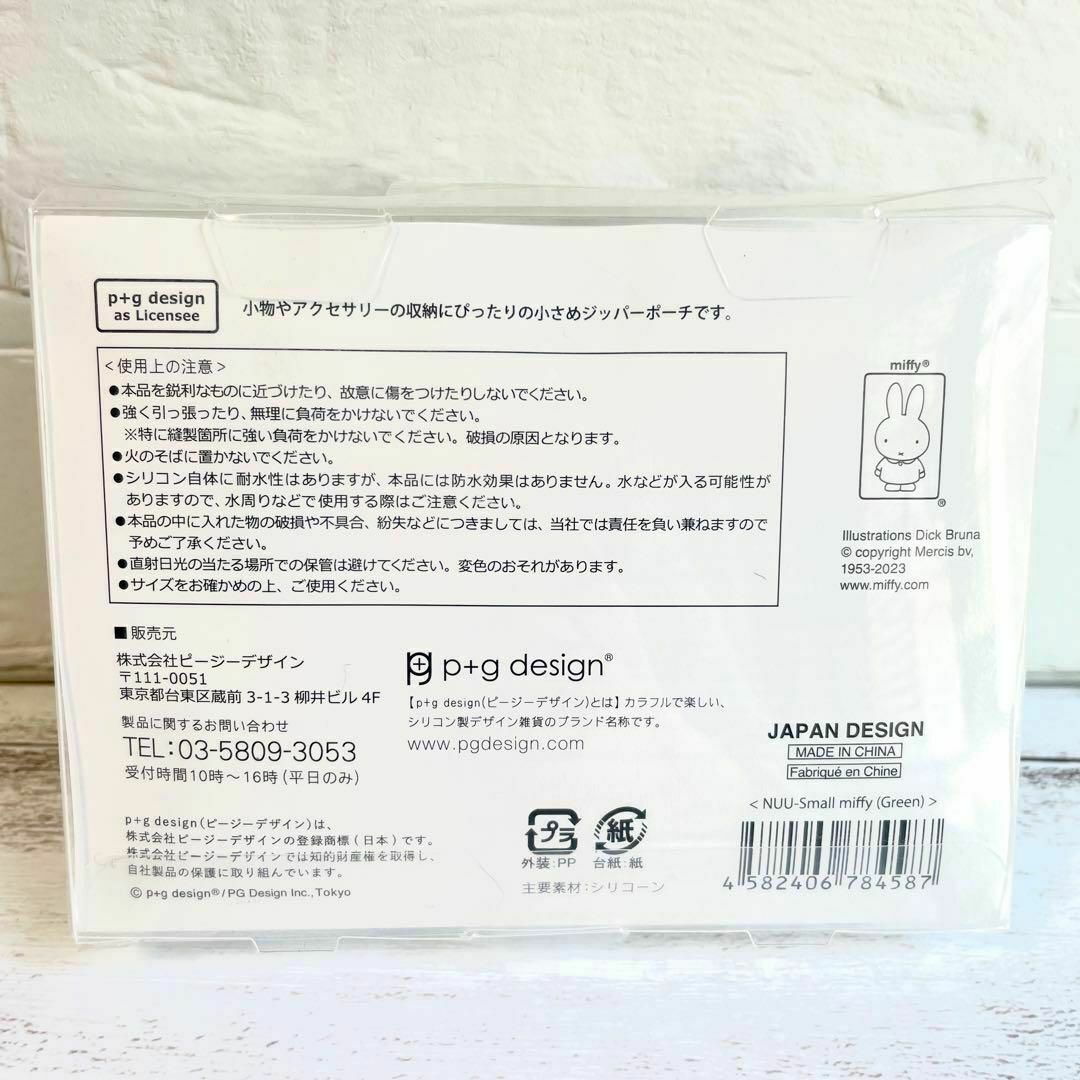 p+g design
as Licensee
小物やアクセサリーの収納にぴったりの小さめジッパーポーチです。
＜使用上の注意＞
●本品を鋭利なものに近づけたり、故意に傷をつけたりしないでください。
●強く引っ張ったり、無理に負荷をかけないでください。
※特に縫製箇所に強い負荷をかけないでください。破損の原因となります。
●火のそばに置かないでください。
●シリコン自体に耐水性はありますが、本品には防水効果はありません。水などが入る可能性が
ありますので、水周りなどで使用する際はご注意ください。
●本品の中に入れた物の破損や不具合、紛失などにつきましては、当社では責任を負い兼ねますので
予めご了承ください。
●直射日光の当たる場所での保管は避けてください。変色のおそれがあります。
●サイズをお確かめの上、ご使用ください。
miffy®
®
Illustrations Dick Bruna
© copyright Mercis bv,
1953-2023
www.miffy.com
■販売元
株式会社ピージーデザイン
〒111-0051
東京都台東区蔵前 3-1-3 柳井ビル 4F
製品に関するお問い合わせ
TEL：03-5809-3053
受付時間10時～16時(平日のみ)
p+g design®
【p+g design(ピージーデザイン)とは】カラフルで楽しい、
シリコン製デザイン雑貨のブランド名称です。
www.pgdesign.com
p+g design(ピージーデザイン)は、
株式会社ピージーデザインの登録商標(日本)です。
株式会社ピージーデザインでは知的財産権を取得し、
自社製品の保護に取り組んでいます。
© p+g design®/PG Design Inc., Tokyo
プラ
外装:PP
紙
台紙:紙
主要素材:シリコーン
JAPAN DESIGN
MADE IN CHINA
Fabriqué en Chine
＜NUU-Small miffy (Green)＞
4 582406 784587